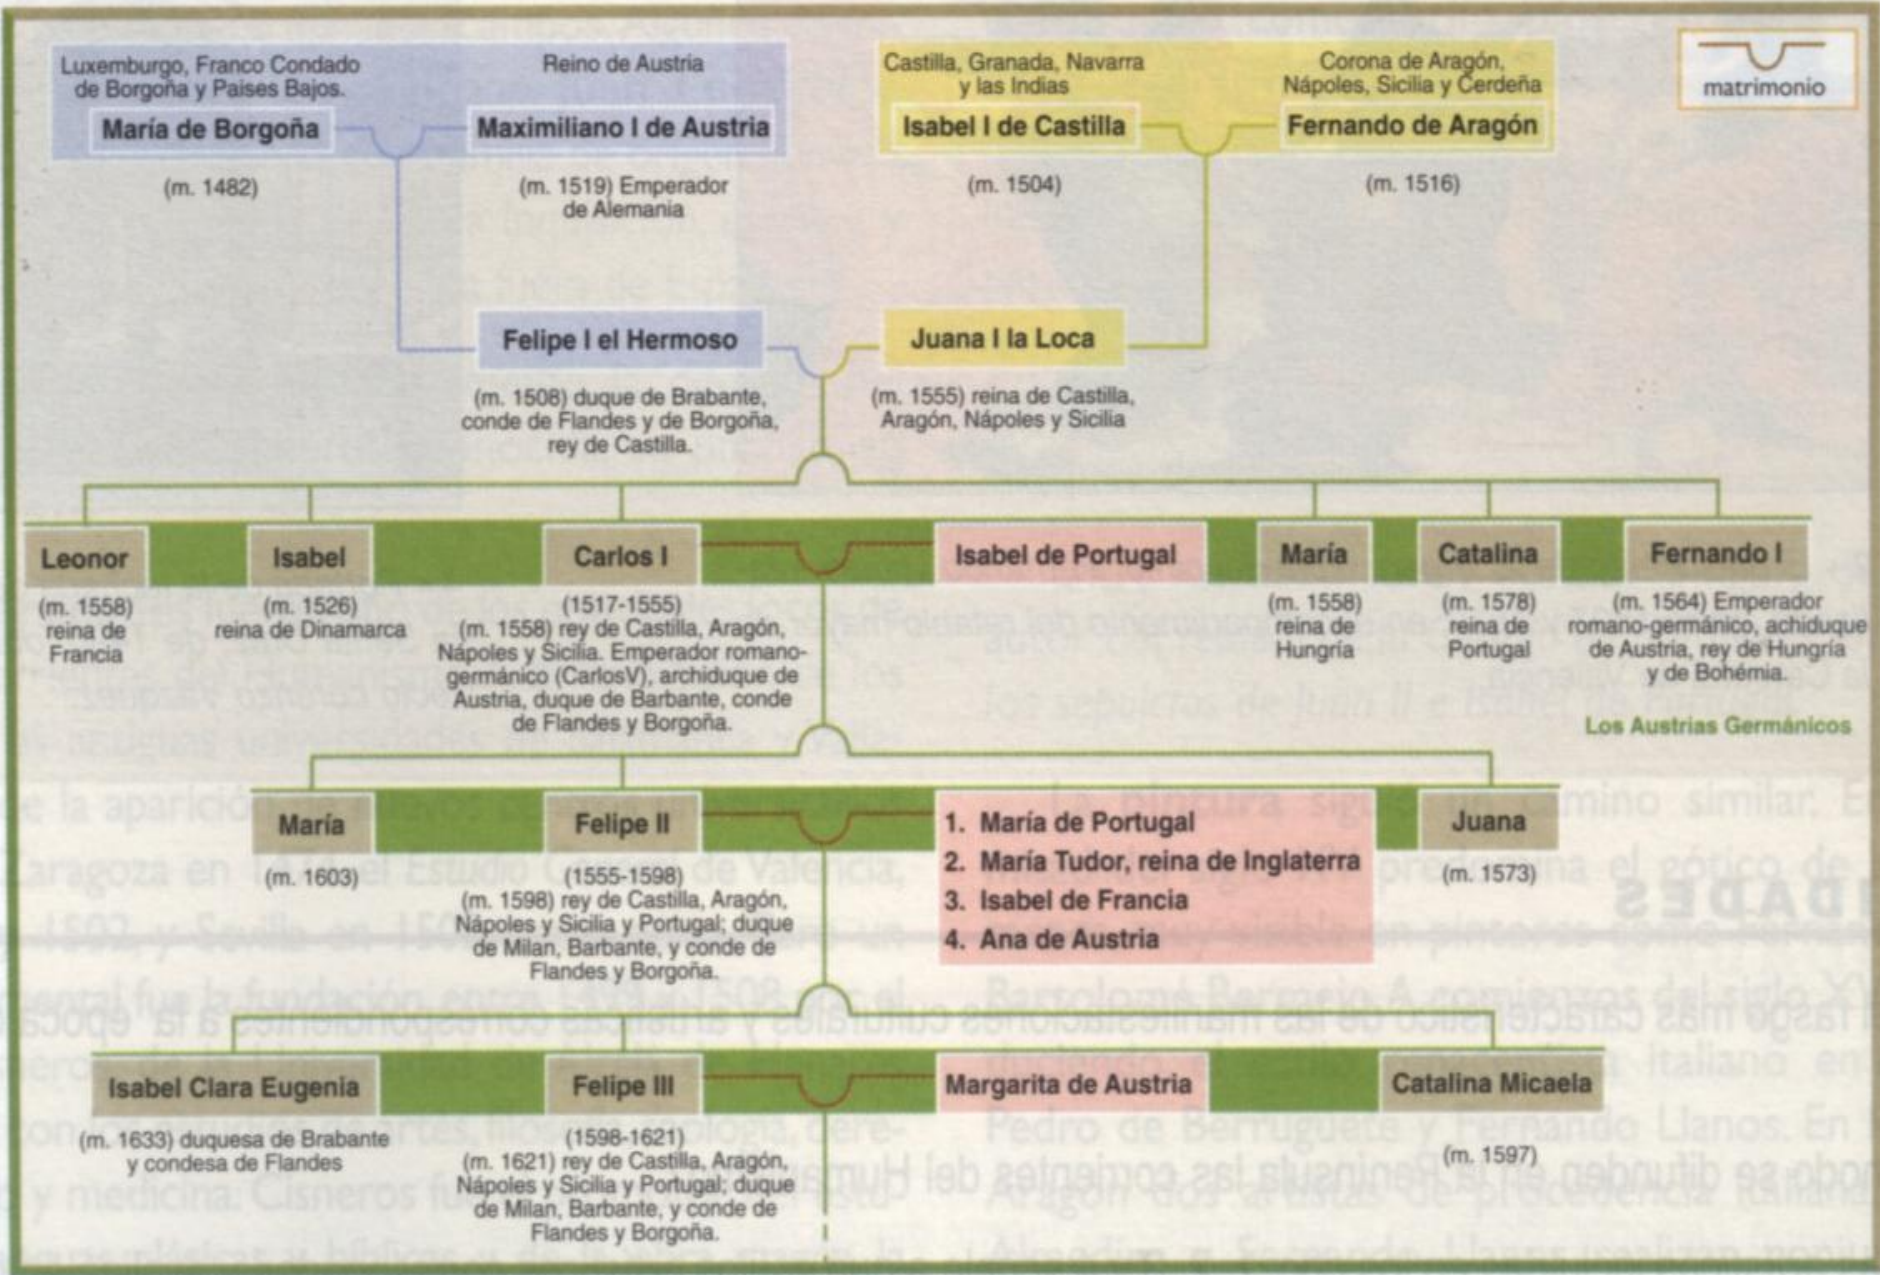 Luxemburgo, Franco Condado
de Borgoña y Paises Bajos.
María de Borgoña
(m. 1482)
Reino de Austria
Maximiliano I de Austria
(m. 1519) Emperador
de Alemania
Castilla, Granada, Navarra
y las Indias
Isabel I de Castilla
(m. 1504)
Corona de Aragón,
Nápoles, Sicilia y Cerdeña
Fernando de Aragón
(m. 1516)
matrimonio
Felipe I el Hermoso
(m. 1508) duque de Brabante,
conde de Flandes y de Borgoña,
rey de Castilla.
Juana I la Loca
(m. 1555) reina de Castilla,
Aragón, Nápoles y Sicilia
Leonor
(m. 1558)
reina de
Francia
Isabel
(m. 1526)
reina de Dinamarca
Carlos I
(1517-1555)
(m. 1558) rey de Castilla, Aragón,
Nápoles y Sicilia. Emperador romano-
germánico (CarlosV), archiduque de
Austria, duque de Barbante, conde
de Flandes y Borgoña.
Isabel de Portugal
María
(m. 1558)
reina de
Hungría
Catalina
(m. 1578)
reina de
Portugal
Fernando I
(m. 1564) Emperador
romano-germánico, achiduque
de Austria, rey de Hungría
y de Bohémia.
Los Austrias Germánicos
María
(m. 1603)
Felipe II
(1555-1598)
(m. 1598) rey de Castilla, Aragón,
Nápoles y Sicilia y Portugal; duque
de Milan, Barbante, y conde de
Flandes y Borgoña.
1. María de Portugal
2. María Tudor, reina de Inglaterra
3. Isabel de Francia
4. Ana de Austria
Juana
(m. 1573)
Isabel Clara Eugenia
(m. 1633) duquesa de Brabante
y condesa de Flandes
Felipe III
(1598-1621)
(m. 1621) rey de Castilla, Aragón,
Nápoles y Sicilia y Portugal; duque
de Milan, Barbante, y conde de
Flandes y Borgoña.
Margarita de Austria
Catalina Micaela
(m. 1597)